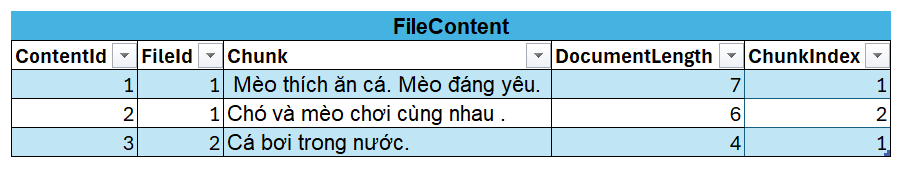 FileContent
ContentId FileId Chunk DocumentLength ChunkIndex
1 1 Mèo thích ăn cá. Mèo đáng yêu. 7 1
2 1 Chó và mèo chơi cùng nhau . 6 2
3 2 Cá bơi trong nước. 4 1